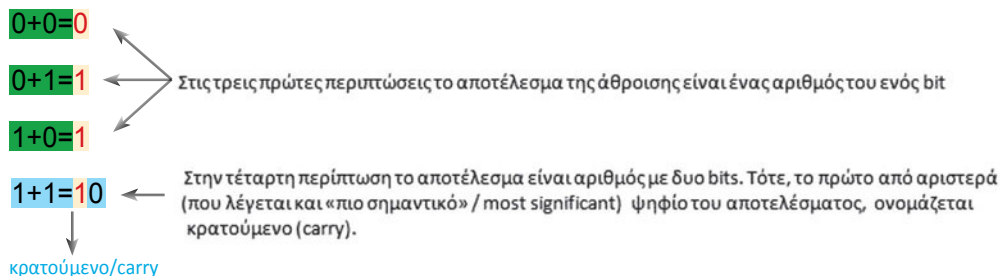 0+0=0
0+1=1
Στις τρεις πρώτες περιπτώσεις το αποτέλεσμα της άθροισης είναι ένας αριθμός του ενός bit
1+0=1
1+1=10
Στην τέταρτη περίπτωση το αποτέλεσμα είναι αριθμός με δυο bits. Τότε, το πρώτο από αριστερά
(που λέγεται και «πιο σημαντικό» / most significant) ψηφίο του αποτελέσματος, ονομάζεται
κρατούμενο (carry).
κρατούμενο/carry